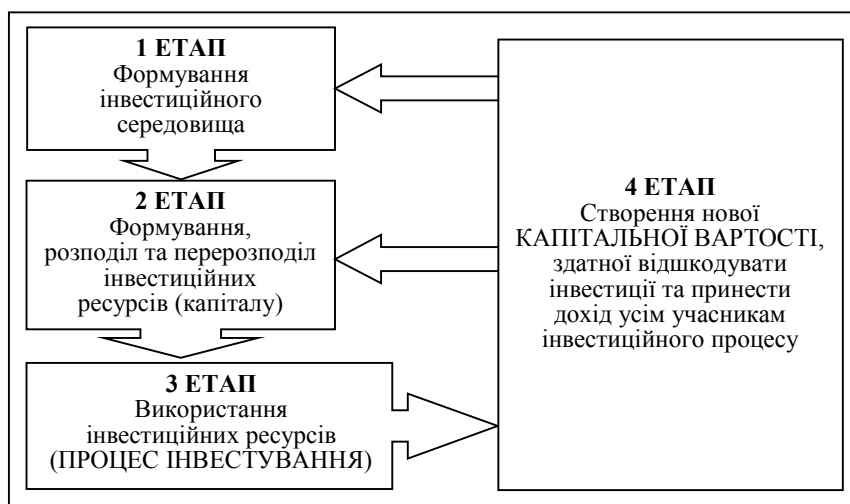 1 ЕТАП
Формування
інвестиційного
середовища
2 ЕТАП
Формування,
розподіл та перерозподіл
інвестиційних
ресурсів (капіталу)
3 ЕТАП
Використання
інвестиційних ресурсів
(ПРОЦЕС ІНВЕСТУВАННЯ)
4 ЕТАП
Створення нової
КАПІТАЛЬНОЇ ВАРТОСТІ,
здатної відшкодувати
інвестиції та принести
дохід усім учасникам
інвестиційного процесу